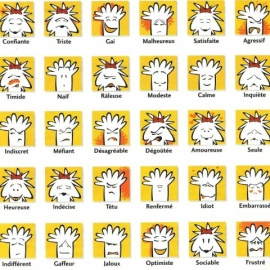 Confiante Triste Gai Malheureux Satisfaite Agressif
Timide Naïf Râleuse Modeste Calme Inquiète
Indiscret Méfiant Désagréable Dégoûtée Amoureuse Seule
Heureuse Indécise Têtu Renfermé Idiot Embarrassé
Indifférent Gaffeur Jaloux Optimiste Sociable Frustré